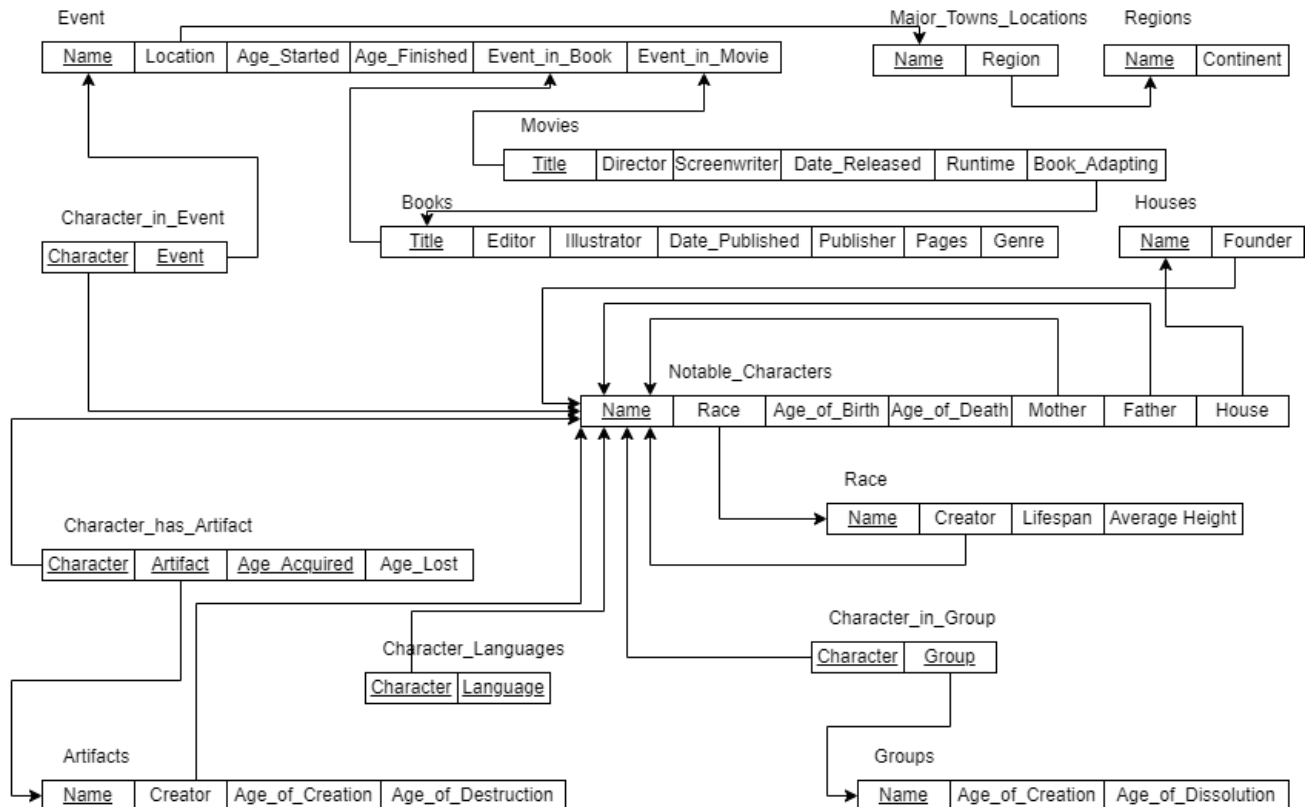 Event
Major_Towns_Locations
Regions
Name Location Age_Started Age_Finished Event_in_Book Event_in_Movie
Name Region
Name Continent
Movies
Title Director Screenwriter Date_Released Runtime Book_Adapting
Books
Houses
Character_in_Event
Title Editor Illustrator Date_Published Publisher Pages Genre
Name Founder
Character Event
Notable_Characters
Name Race Age_of_Birth Age_of_Death Mother Father House
Race
Name Creator Lifespan Average Height
Character_has_Artifact
Character Artifact Age_Acquired Age_Lost
Character_in_Group
Character_Languages
Character Group
Character Language
Artifacts
Groups
Name Creator Age_of_Creation Age_of_Destruction
Name Age_of_Creation Age_of_Dissolution